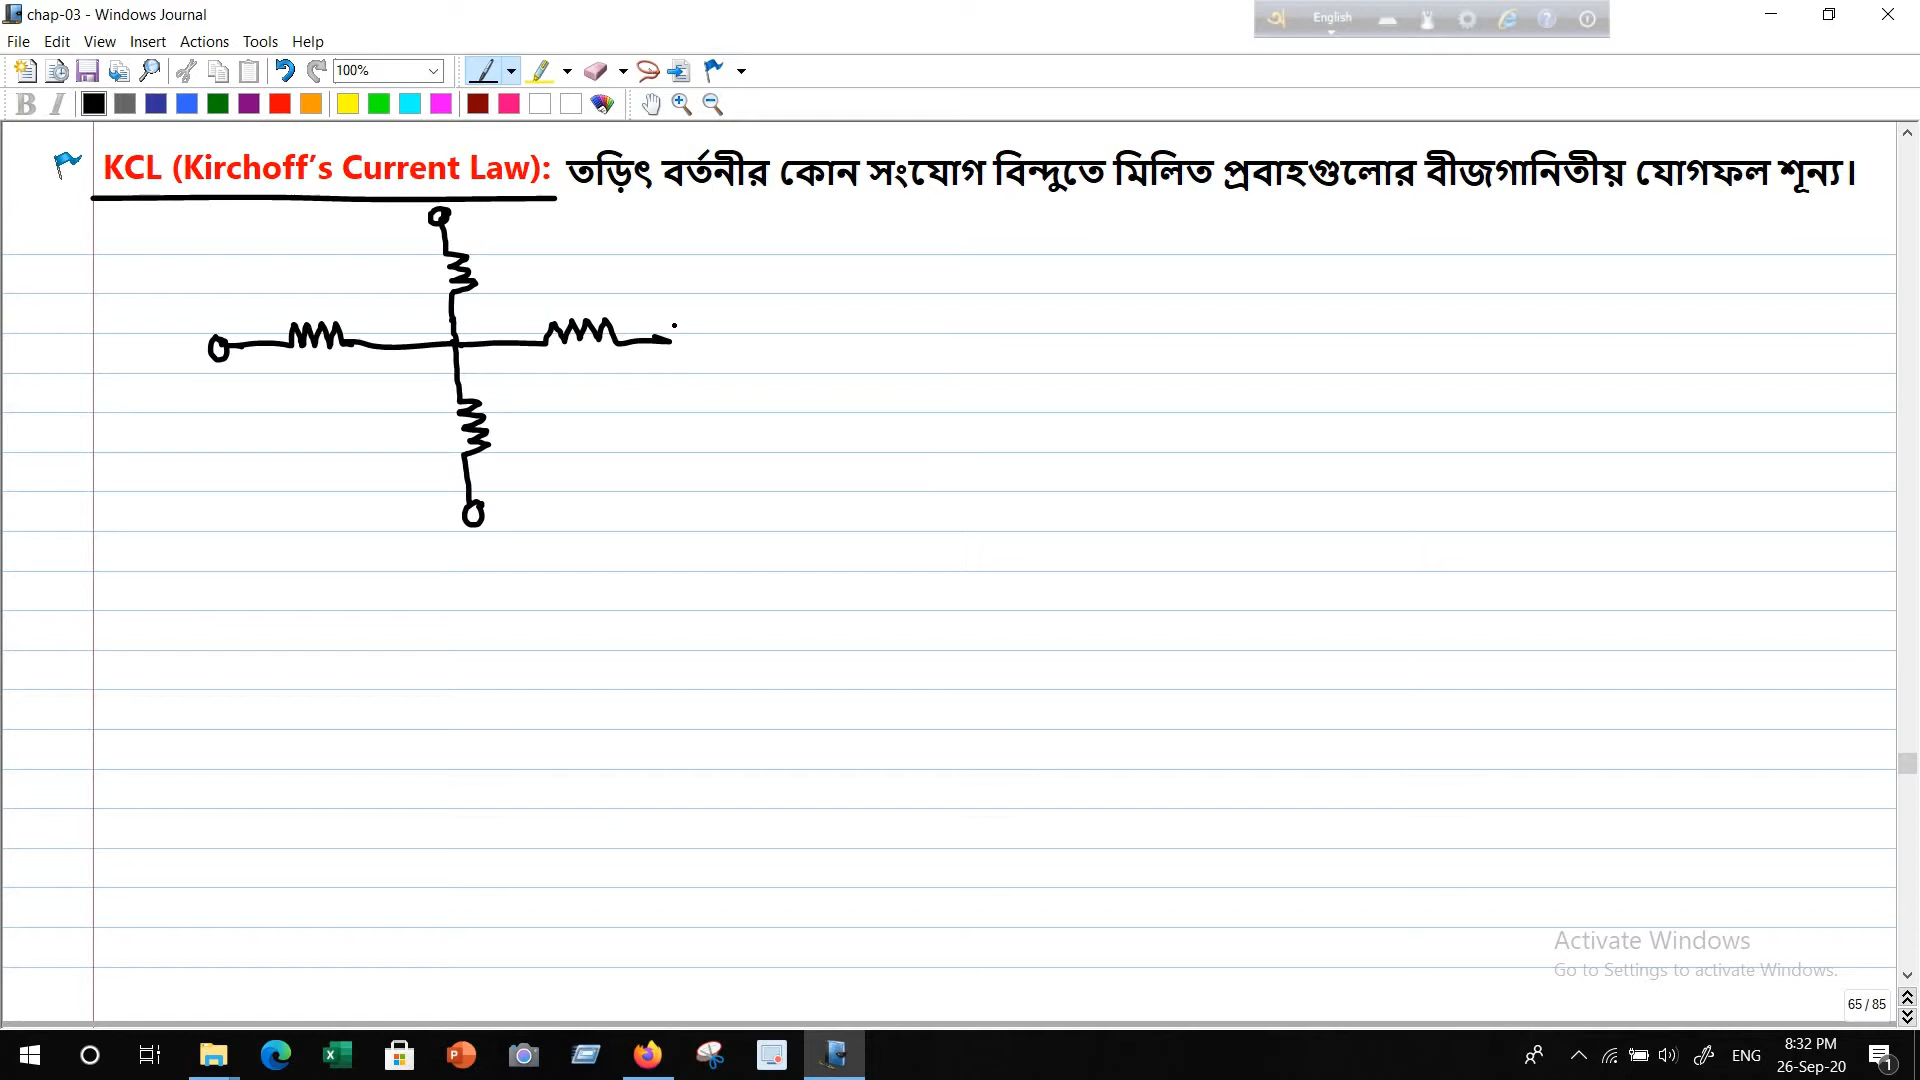 chap-03 - Windows Journal
English
File Edit View Insert Actions Tools Help
100%
B I
KCL (Kirchoff’s Current Law): তড়িৎ বর্তনীর কোন সংযোগ বিন্দুতে মিলিত প্রবাহগুলোর বীজগানিতীয় যোগফল শূন্য।
Activate Windows
Go to Settings to activate Windows.
65 / 85
ENG
8:32 PM
26-Sep-20
1